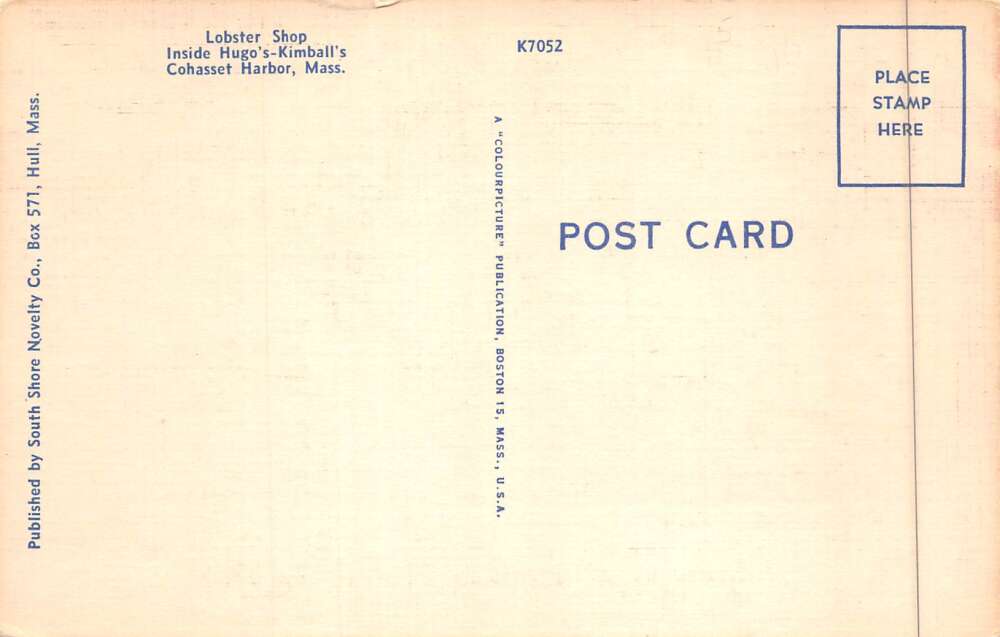 Lobster Shop
Inside Hugo's-Kimball's
Cohasset Harbor, Mass.
K7052
PLACE
STAMP
HERE
POST CARD
A "COLOURPICTURE" PUBLICATION, BOSTON 15, MASS., U.S.A.
Published by South Shore Novelty Co., Box 571, Hull, Mass.